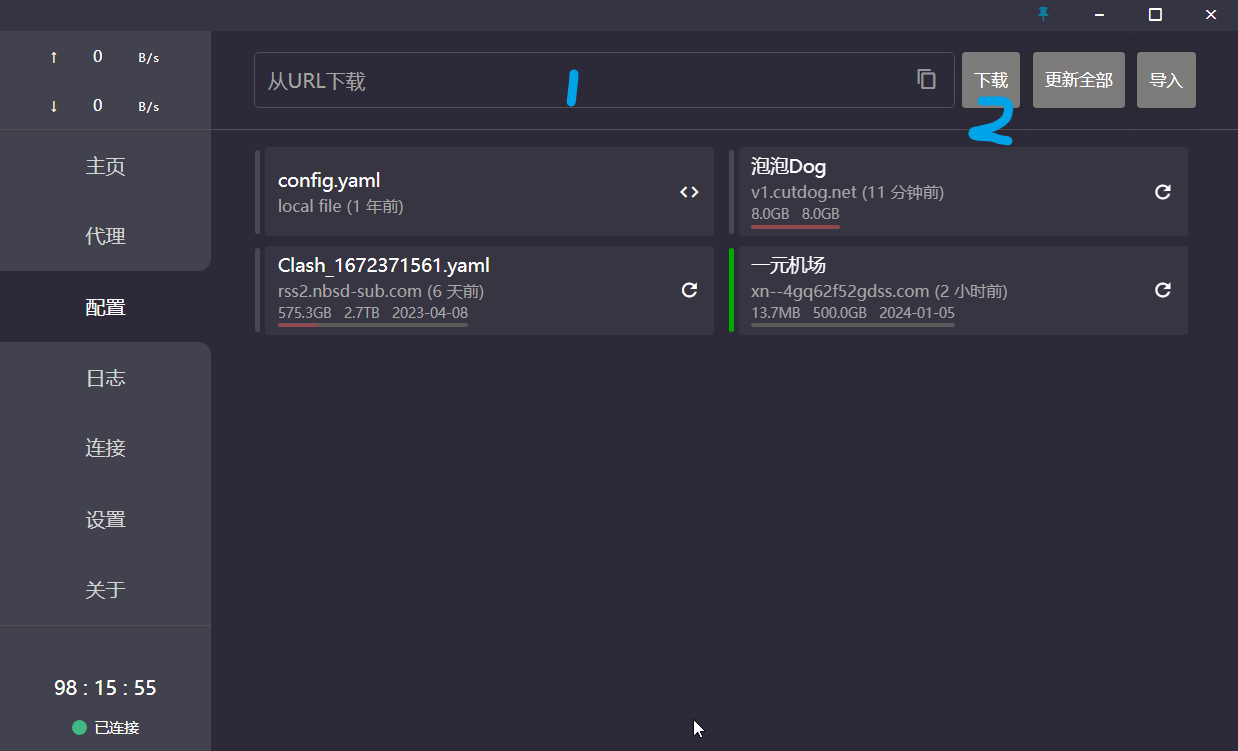 ↑ 0 B/s
↓ 0 B/s
主页
代理
配置
日志
连接
设置
关于
98 : 15 : 55
已连接
从URL下载
1
下载
2
更新全部
导入
config.yaml
local file (1 年前)
泡泡Dog
v1.cutdog.net (11 分钟前)
8.0GB 8.0GB
Clash_1672371561.yaml
rss2.nbsd-sub.com (6 天前)
575.3GB 2.7TB 2023-04-08
一元机场
xn--4gq62f52gdss.com (2 小时前)
13.7MB 500.0GB 2024-01-05